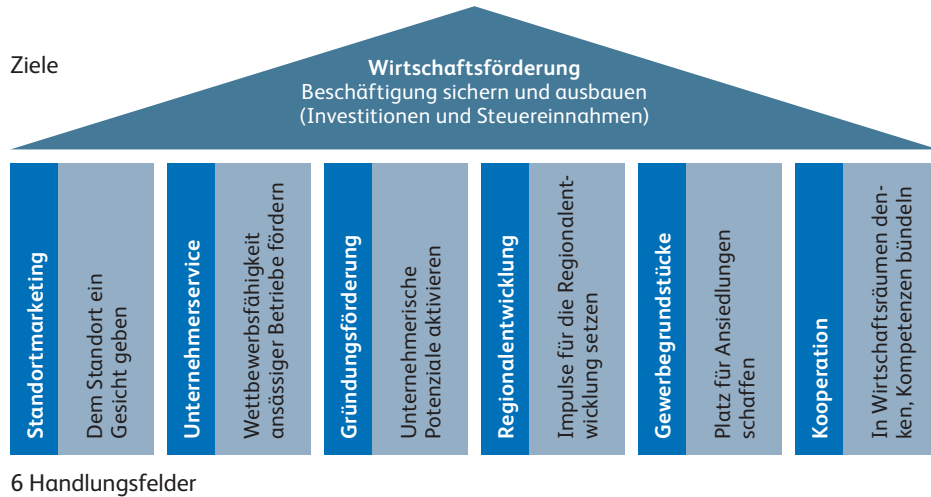 Ziele
Wirtschaftsförderung
Beschäftigung sichern und ausbauen
(Investitionen und Steuereinnahmen)
Standortmarketing
Dem Standort ein
Gesicht geben
Unternehmerservice
Wettbewerbsfähigkeit
ansässiger Betriebe fördern
Gründungsförderung
Unternehmerische
Potenziale aktivieren
Regionalentwicklung
Impulse für die Regionalent-
wicklung setzen
Gewerbegrundstücke
Platz für Ansiedlungen
schaffen
Kooperation
In Wirtschaftsräumen den-
ken, Kompetenzen bündeln
6 Handlungsfelder